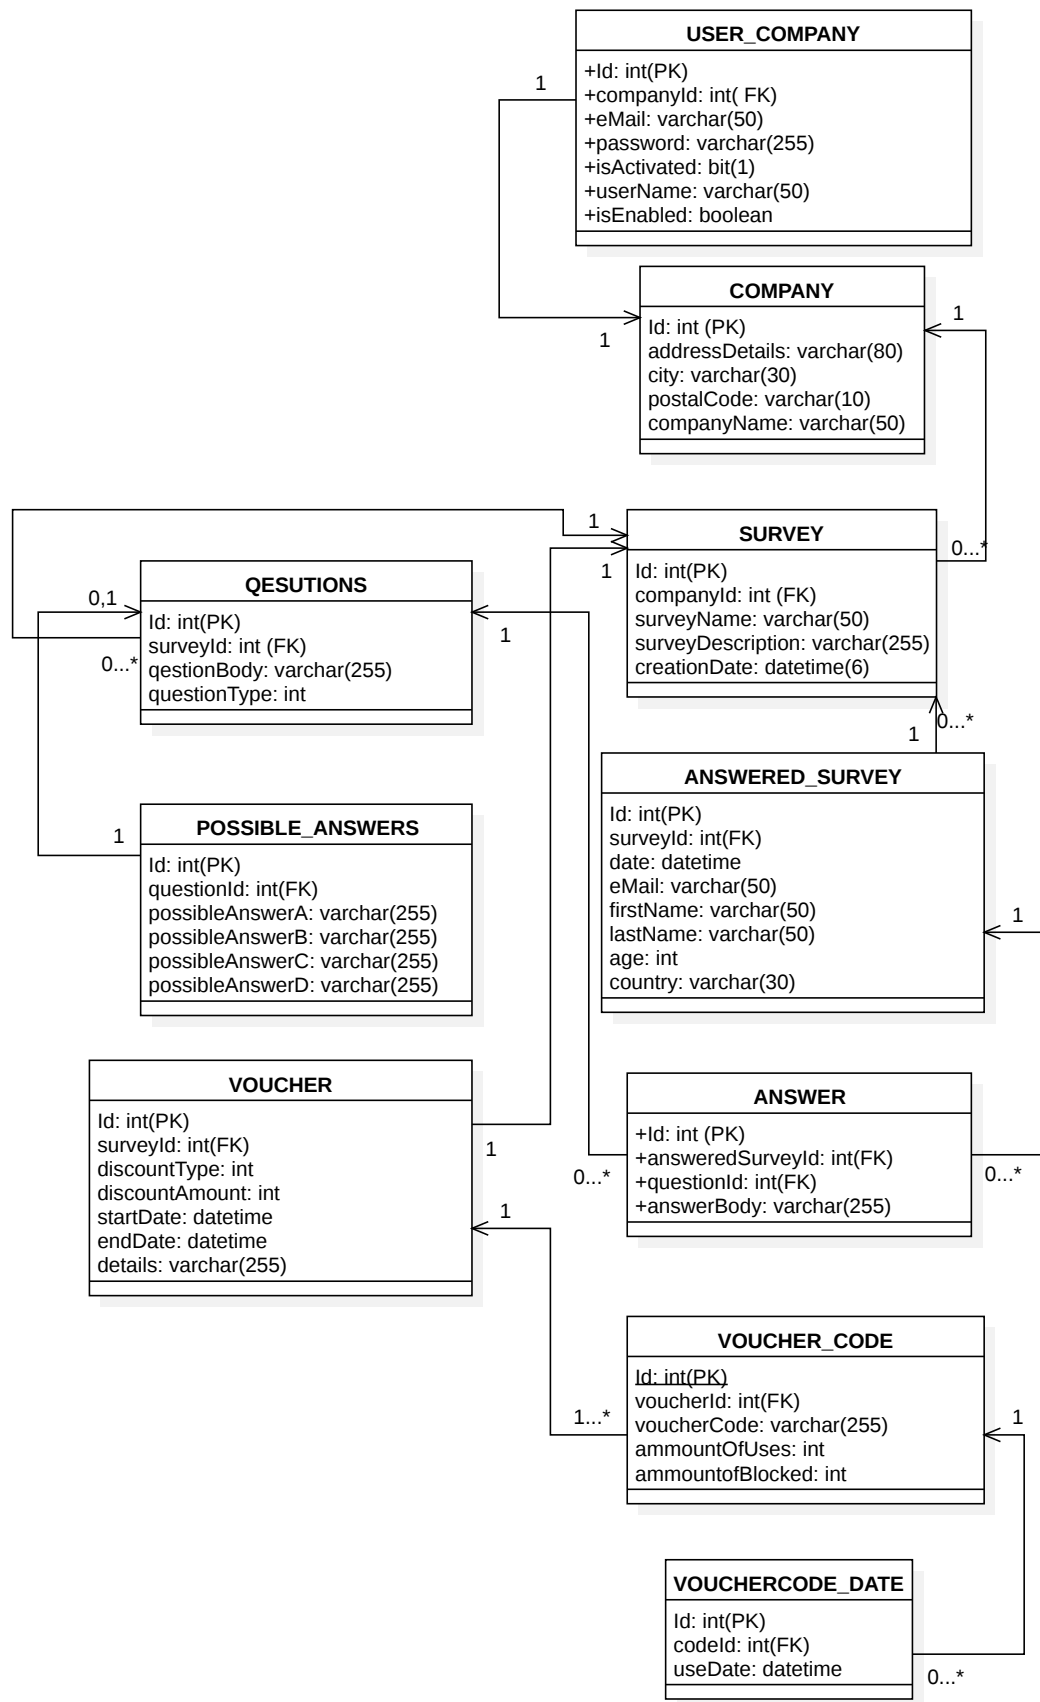 USER_COMPANY
+Id: int(PK)
+companyId: int( FK)
+eMail: varchar(50)
+password: varchar(255)
+isActivated: bit(1)
+userName: varchar(50)
+isEnabled: boolean
1
1
COMPANY
Id: int (PK)
addressDetails: varchar(80)
city: varchar(30)
postalCode: varchar(10)
companyName: varchar(50)
1
0...*
SURVEY
Id: int(PK)
companyId: int (FK)
surveyName: varchar(50)
surveyDescription: varchar(255)
creationDate: datetime(6)
1
1
0,1
0...*
QESUTIONS
Id: int(PK)
surveyId: int (FK)
qestionBody: varchar(255)
questionType: int
1
1
0...*
ANSWERED_SURVEY
Id: int(PK)
surveyId: int(FK)
date: datetime
eMail: varchar(50)
firstName: varchar(50)
lastName: varchar(50)
age: int
country: varchar(30)
1
1
POSSIBLE_ANSWERS
Id: int(PK)
questionId: int(FK)
possibleAnswerA: varchar(255)
possibleAnswerB: varchar(255)
possibleAnswerC: varchar(255)
possibleAnswerD: varchar(255)
VOUCHER
Id: int(PK)
surveyId: int(FK)
discountType: int
discountAmount: int
startDate: datetime
endDate: datetime
details: varchar(255)
1
1
ANSWER
+Id: int (PK)
+answeredSurveyId: int(FK)
+questionId: int(FK)
+answerBody: varchar(255)
0...*
0...*
VOUCHER_CODE
Id: int(PK)
voucherId: int(FK)
voucherCode: varchar(255)
ammountOfUses: int
ammountofBlocked: int
1...*
1
VOUCHERCODE_DATE
Id: int(PK)
codeId: int(FK)
useDate: datetime
0...*